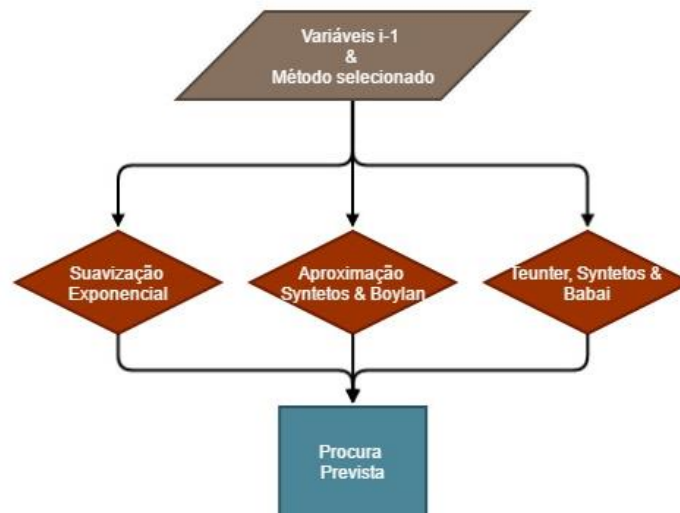 Variáveis i-1
&
Método selecionado
Suavização
Exponencial
Aproximação
Syntetos & Boylan
Teunter, Syntetos &
Babai
Procura
Prevista